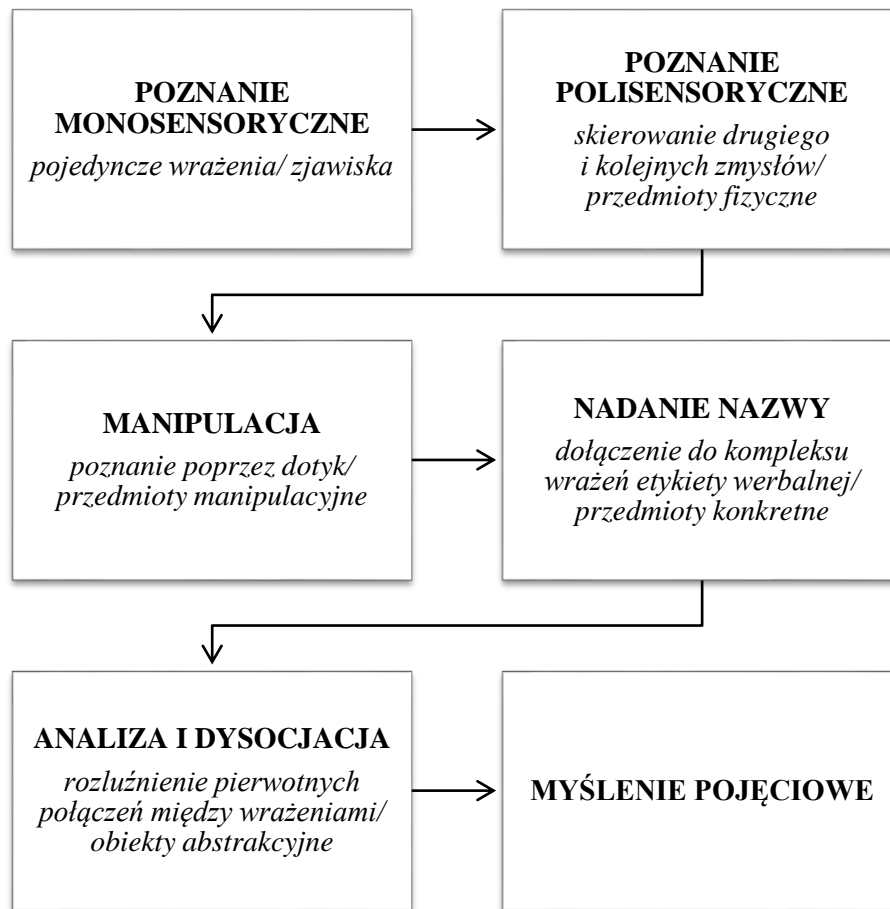 POZNANIE
MONOSENSORYCZNE
pojedyncze wrażenia/ zjawiska
POZNANIE
POLISENSORYCZNE
skierowanie drugiego
i kolejnych zmysłów/
przedmioty fizyczne
MANIPULACJA
poznanie poprzez dotyk/
przedmioty manipulacyjne
NADANIE NAZWY
dołączenie do kompleksu
wrażeń etykiety werbalnej/
przedmioty konkretne
ANALIZA I DYSOCJACJA
rozluźnienie pierwotnych
połączeń między wrażeniami/
obiekty abstrakcyjne
MYŚLENIE POJĘCIOWE